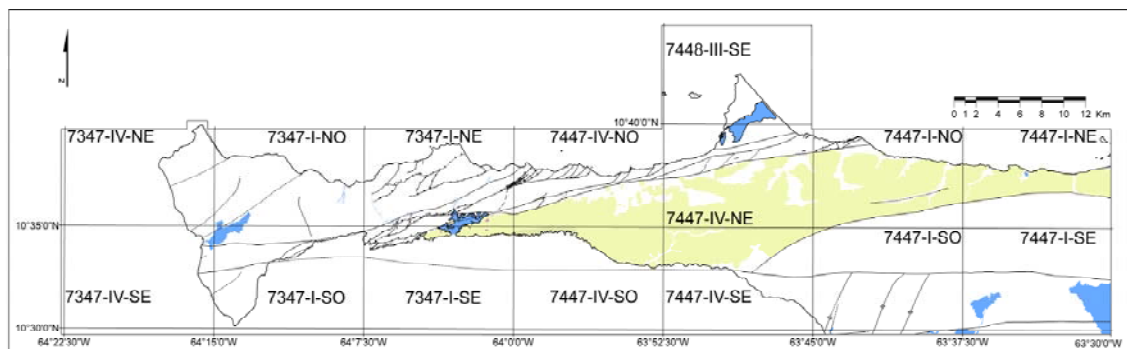 7448-III-SE
N
0 1 2 4 6 8 10 12 Km
10°40'0"N
7347-IV-NE 7347-I-NO 7347-I-NE 7447-IV-NO 7447-I-NO 7447-I-NE
7447-IV-NE
10°35'0"N
7447-I-SO 7447-I-SE
7347-IV-SE 7347-I-SO 7347-I-SE 7447-IV-SO 7447-IV-SE
10°30'0"N
64°22'30"W 64°15'0"W 64°7'30"W 64°0'0"W 63°52'30"W 63°45'0"W 63°37'30"W 63°30'0"W